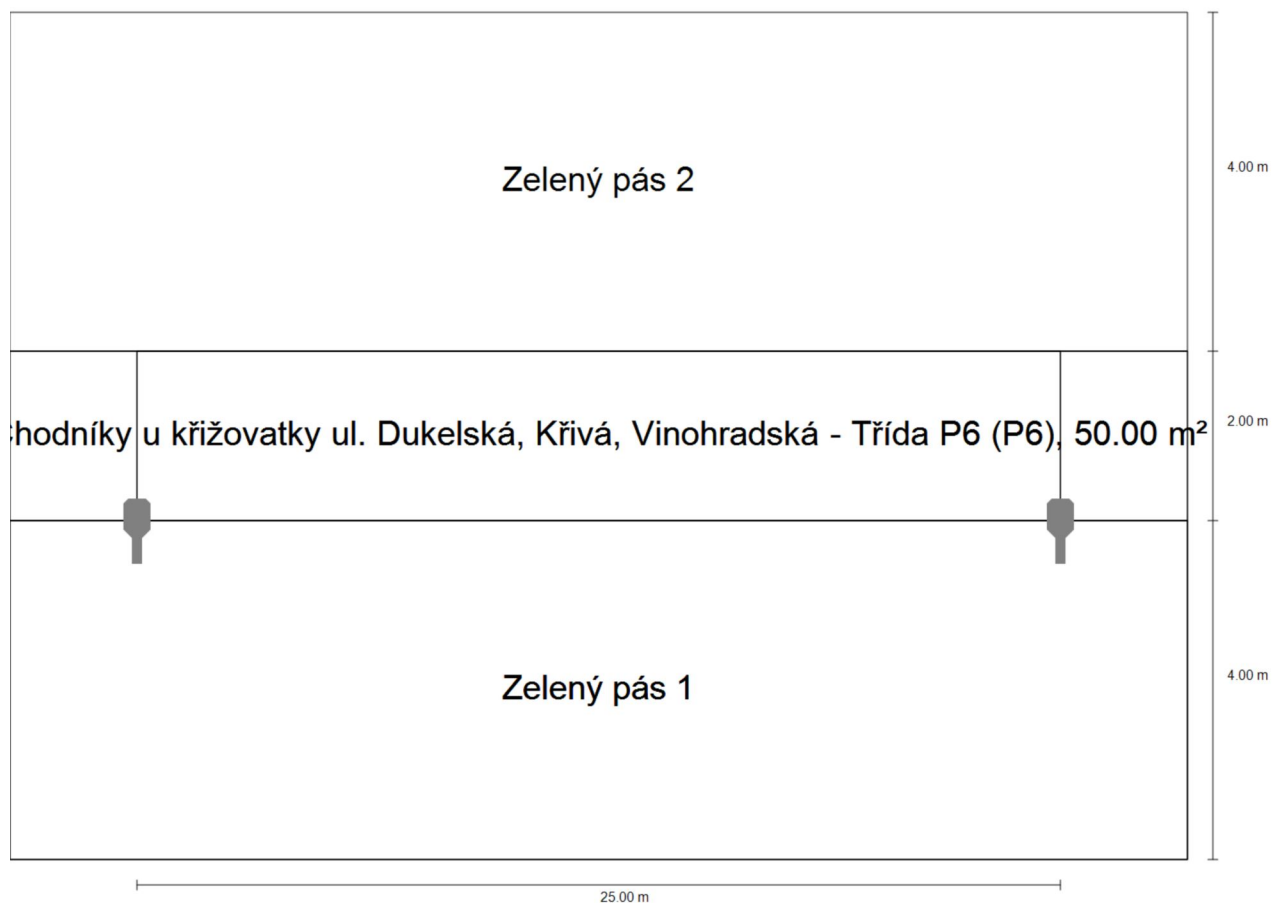 4.00 m
Zelený pás 2
hodníky u křižovatky ul. Dukelská, Křivá, Vinohradská - Třída P6 (P6), 50.00 m²
2.00 m
Zelený pás 1
4.00 m
25.00 m